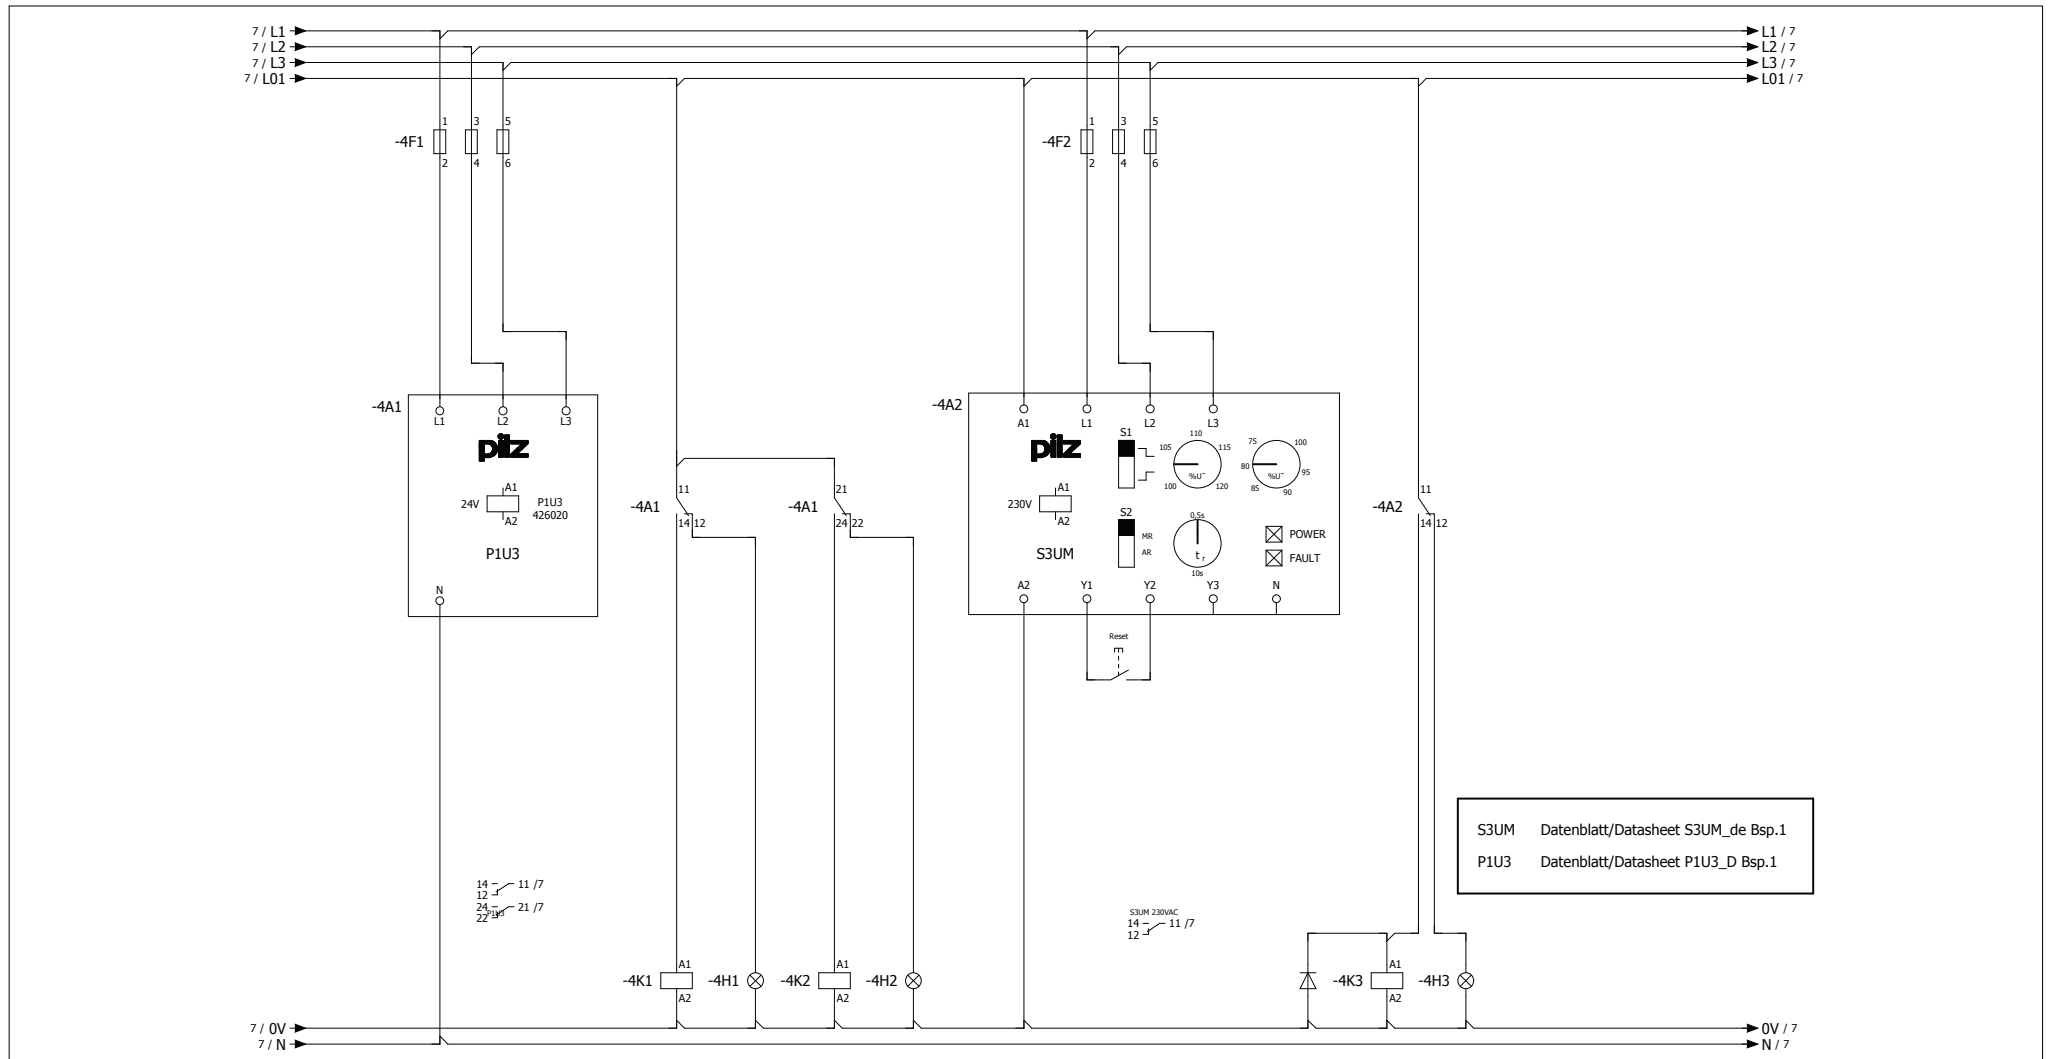 7 / L1
L1 / 7
7 / L2
L2 / 7
7 / L3
L3 / 7
7 / L01
L01 / 7
-4F1
1
3
5
2
4
6
-4F2
1
3
5
2
4
6
-4A1
L1
L2
L3
pilz
24V
A1
A2
P1U3
426020
P1U3
N
-4A1
11
14
12
-4A1
21
24
22
-4A2
A1
L1
L2
L3
pilz
S1
110
105
115
%U~
100
120
75
100
80
95
%U~
85
90
230V
A1
A2
S3UM
S2
MR
AR
0,5s
tr
10s
POWER
FAULT
A2
Y1
Y2
Y3
N
Reset
-4A2
11
14
12
S3UM Datenblatt/Datasheet S3UM_de Bsp.1
P1U3 Datenblatt/Datasheet P1U3_D Bsp.1
14
11 /7
12
24
21 /7
22
P1U3
S3UM 230VAC
14
11 /7
12
-4K1
A1
A2
-4H1
-4K2
A1
A2
-4H2
-4K3
A1
A2
-4H3
7 / 0V
0V / 7
7 / N
N / 7